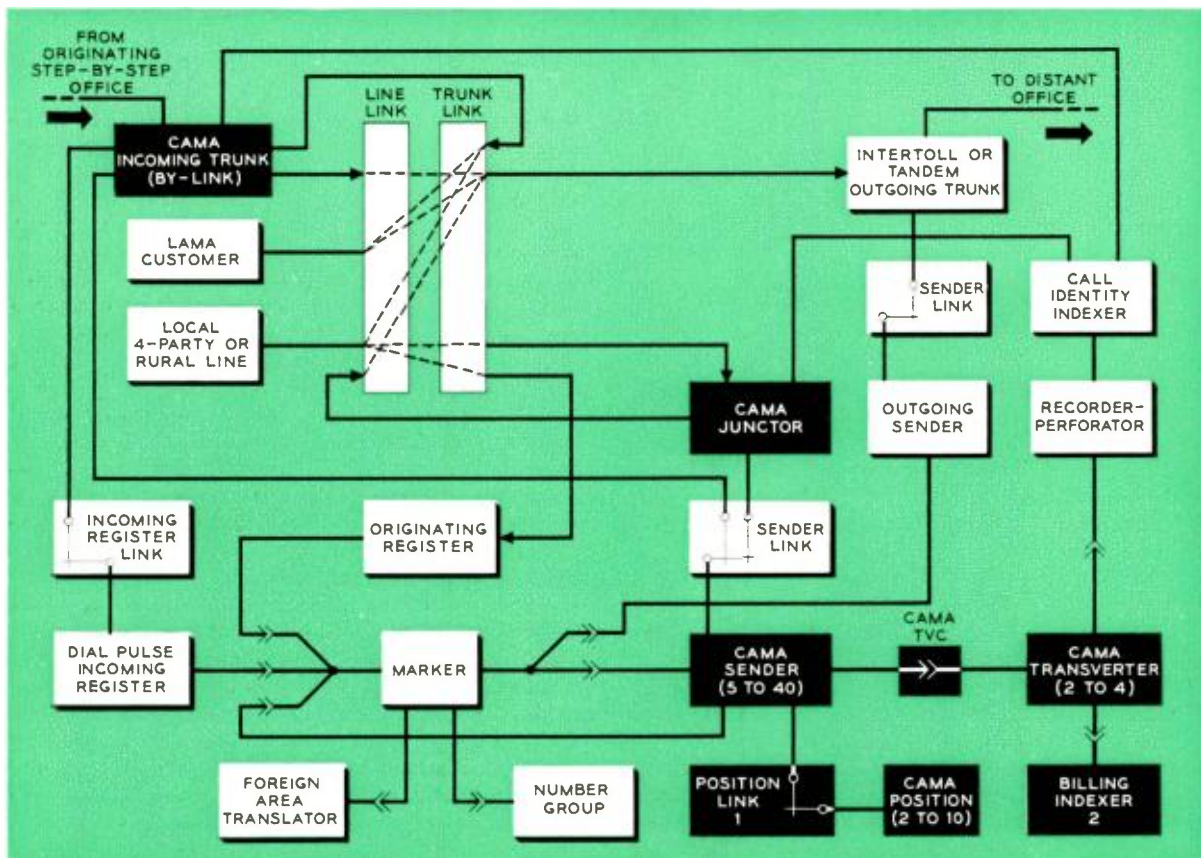 FROM
ORIGINATING
STEP-BY-STEP
OFFICE
LINE
LINK
TRUNK
LINK
TO DISTANT
OFFICE
CAMA
INCOMING TRUNK
(BY-LINK)
INTERTOLL OR
TANDEM
OUTGOING TRUNK
LAMA
CUSTOMER
SENDER
LINK
CALL
IDENTITY
INDEXER
LOCAL
4-PARTY OR
RURAL LINE
CAMA
JUNCTOR
OUTGOING
SENDER
RECORDER-
PERFORATOR
INCOMING
REGISTER
LINK
ORIGINATING
REGISTER
SENDER
LINK
DIAL PULSE
INCOMING
REGISTER
MARKER
CAMA
SENDER
(5 TO 40)
CAMA
TVC
CAMA
TRANSVERTER
(2 TO 4)
FOREIGN
AREA
TRANSLATOR
NUMBER
GROUP
POSITION
LINK
1
CAMA
POSITION
(2 TO 10)
BILLING
INDEXER
2